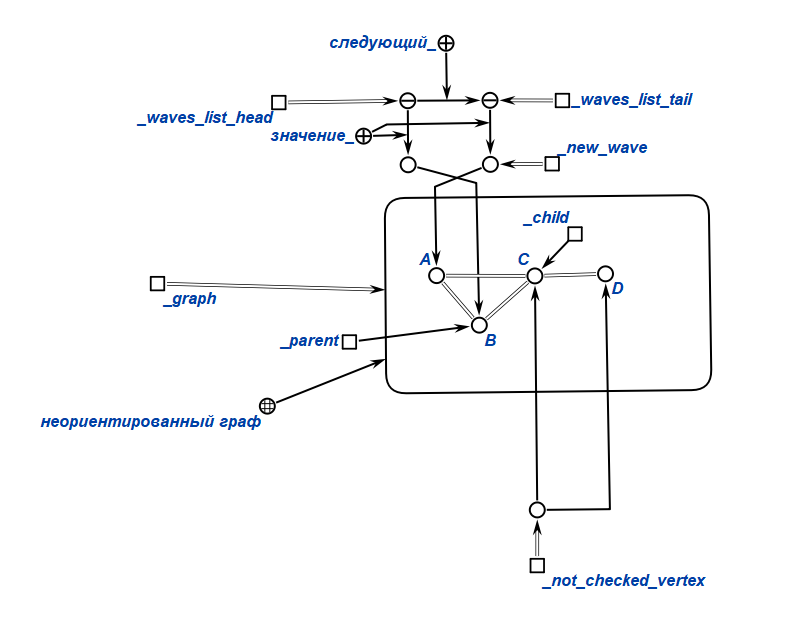 следующий_
_waves_list_head
_waves_list_tail
значение_
_new_wave
_child
A
C
D
_graph
_parent
B
неориентированный граф
_not_checked_vertex